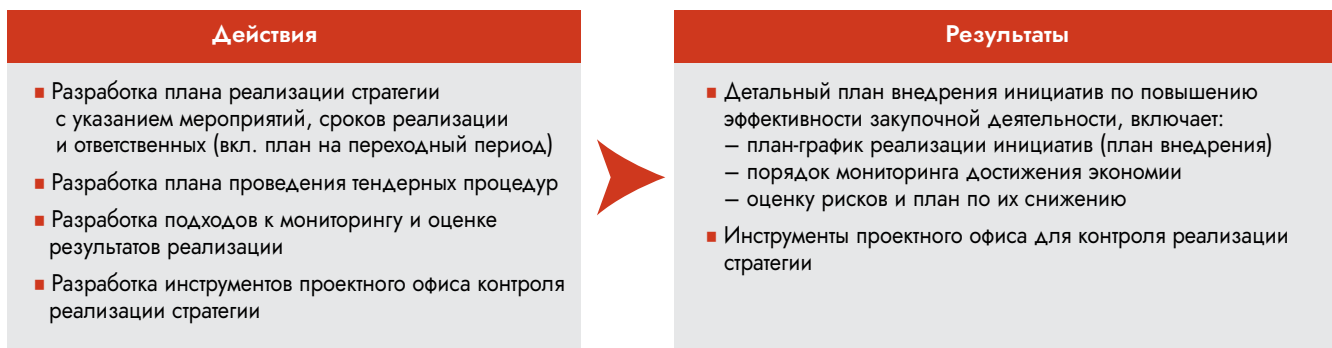 Действия
■ Разработка плана реализации стратегии
с указанием мероприятий, сроков реализации
и ответственных (вкл. план на переходный период)
■ Разработка плана проведения тендерных процедур
■ Разработка подходов к мониторингу и оценке
результатов реализации
■ Разработка инструментов проектного офиса контроля
реализации стратегии
Результаты
■ Детальный план внедрения инициатив по повышению
эффективности закупочной деятельности, включает:
– план-график реализации инициатив (план внедрения)
– порядок мониторинга достижения экономии
– оценку рисков и план по их снижению
■ Инструменты проектного офиса для контроля реализации
стратегии